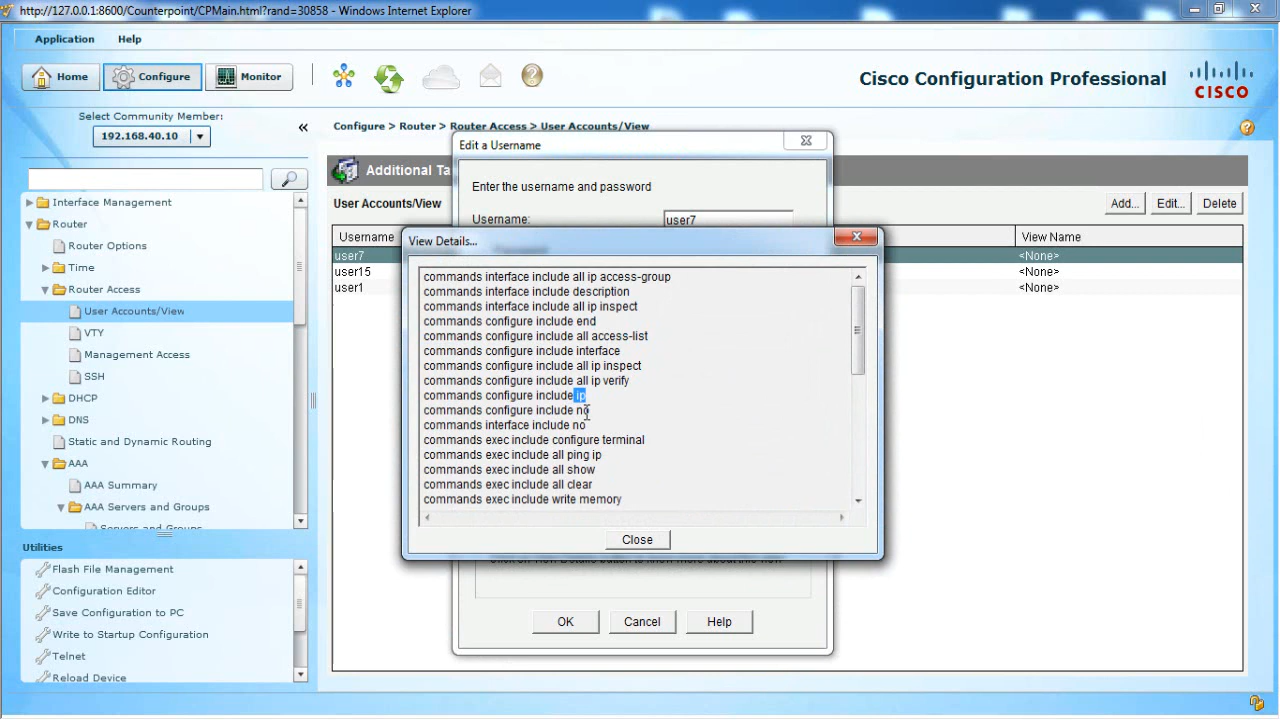 http://127.0.0.1:8600/Counterpoint/CPMain.html?rand=30858 - Windows Internet Explorer
Application Help
Home Configure Monitor
Cisco Configuration Professional
CISCO
Select Community Member:
192.168.40.10
Configure > Router > Router Access > User Accounts/View
Interface Management
Router
Router Options
Time
Router Access
User Accounts/View
VTY
Management Access
SSH
DHCP
DNS
Static and Dynamic Routing
AAA
AAA Summary
AAA Servers and Groups
Servers and Groups
Utilities
Flash File Management
Configuration Editor
Save Configuration to PC
Write to Startup Configuration
Telnet
Reload Device
Additional Ta
User Accounts/View
Add... Edit... Delete
Username View Name
user7 <None>
user15 <None>
user1 <None>
Edit a Username
Enter the username and password
Username: user7
View Details...
commands interface include all ip access-group
commands interface include description
commands interface include all ip inspect
commands configure include end
commands configure include all access-list
commands configure include interface
commands configure include all ip inspect
commands configure include all ip verify
commands configure include ip
commands configure include no
commands interface include no
commands exec include configure terminal
commands exec include all ping ip
commands exec include all show
commands exec include all clear
commands exec include write memory
Close
OK Cancel Help